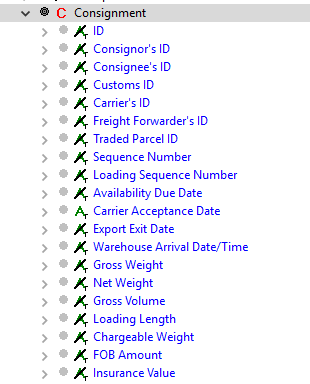 C Consignment
ID
Consignor's ID
Consignee's ID
Customs ID
Carrier's ID
Freight Forwarder's ID
Traded Parcel ID
Sequence Number
Loading Sequence Number
Availability Due Date
Carrier Acceptance Date
Export Exit Date
Warehouse Arrival Date/Time
Gross Weight
Net Weight
Gross Volume
Loading Length
Chargeable Weight
FOB Amount
Insurance Value